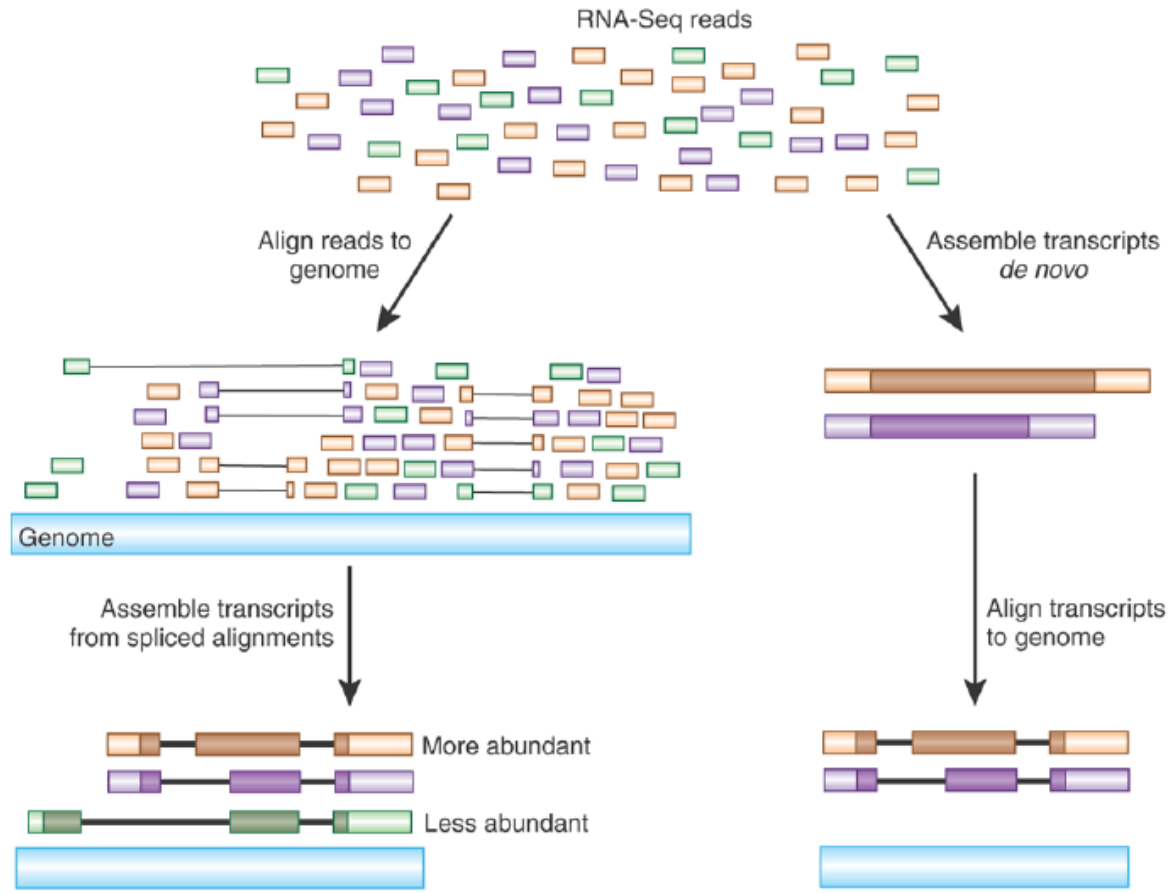 RNA-Seq reads
Align reads to
genome
Assemble transcripts
de novo
Genome
Assemble transcripts
from spliced alignments
Align transcripts
to genome
More abundant
Less abundant